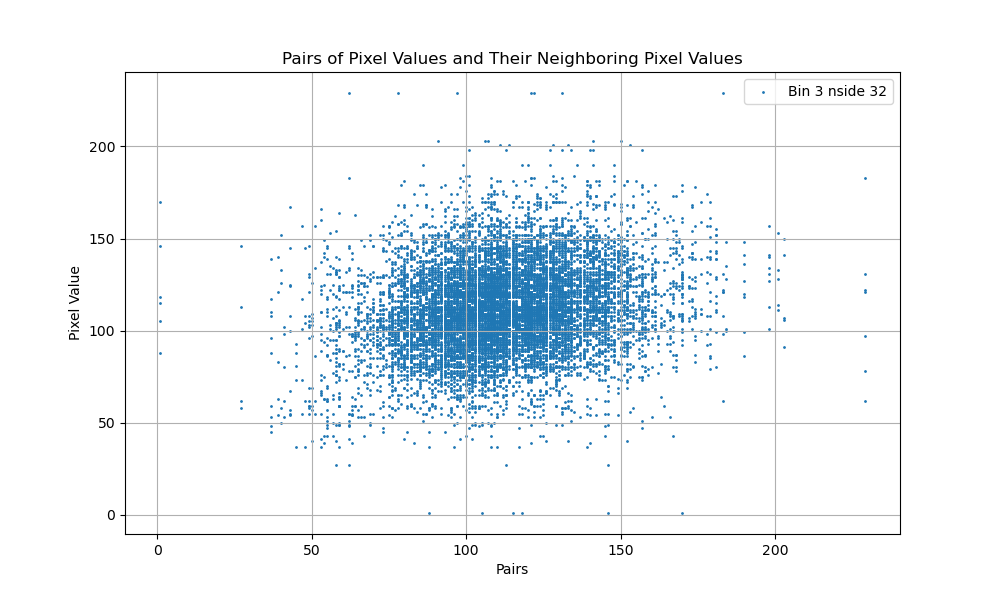 Pairs of Pixel Values and Their Neighboring Pixel Values
Bin 3 nside 32
Pixel Value
200
150
100
50
0
0 50 100 150 200
Pairs